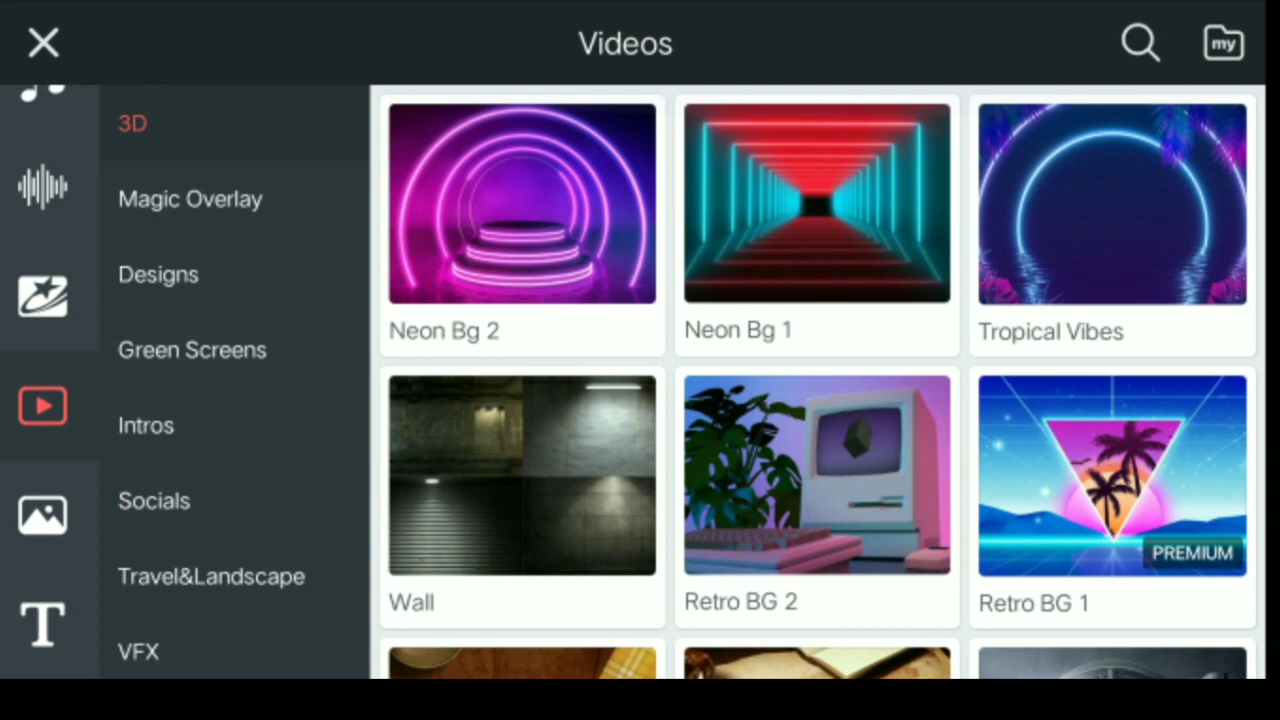 Videos
my
3D
Magic Overlay
Designs
Green Screens
Intros
Socials
Travel&Landscape
VFX
T
Neon Bg 2
Neon Bg 1
Tropical Vibes
PREMIUM
Wall
Retro BG 2
Retro BG 1